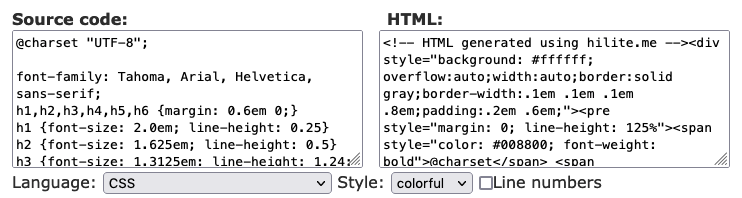 Source code:
@charset "UTF-8";
font-family: Tahoma, Arial, Helvetica,
sans-serif;
h1,h2,h3,h4,h5,h6 {margin: 0.6em 0;}
h1 {font-size: 2.0em; line-height: 0.25}
h2 {font-size: 1.625em; line-height: 0.5}
h3 {font-size: 1.3125em; line-height: 1.24;
HTML:
<!-- HTML generated using hilite.me --><div
style="background: #ffffff;
overflow:auto;width:auto;border:solid
gray;border-width:.1em .1em .1em
.8em;padding:.2em .6em;"><pre
style="margin: 0; line-height: 125%"><span
style="color: #008800; font-weight:
bold">@charset</span> <span
Language: CSS Style: colorful Line numbers